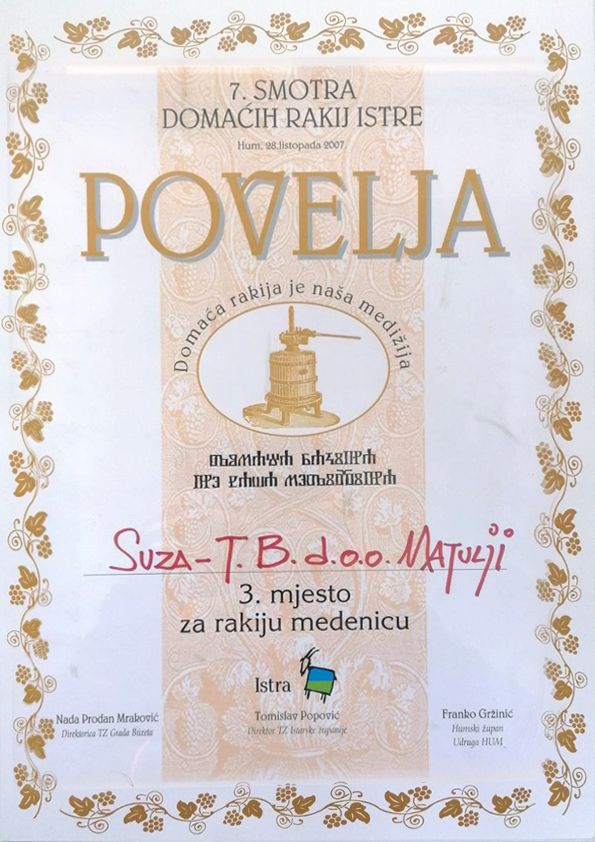 7. SMOTRA
DOMAĆIH RAKIJ ISTRE
Hum, 28.listopada 2007.
POVELJA
Domaća rakija je naša medižija
SUZA-T.B. d.o.o. MATULJI
3. mjesto
za rakiju medenicu
Istra
Nada Prodan Mraković
Direktorica TZ Grada Buzeta
Tomislav Popović
Direktor TZ Istarske županije
Franko Gržinić
Humski župan
Udruga HUM